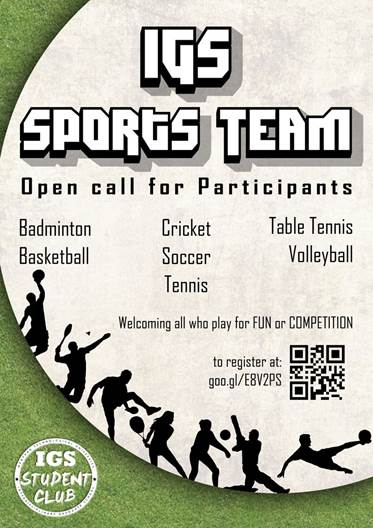 IGS
SPORTS TEAM
Open call for Participants
Badminton
Basketball
Cricket
Soccer
Tennis
Table Tennis
Volleyball
Welcoming all who play for FUN or COMPETITION
to register at:
goo.gl/E8V2PS
IGS
STUDENT
CLUB